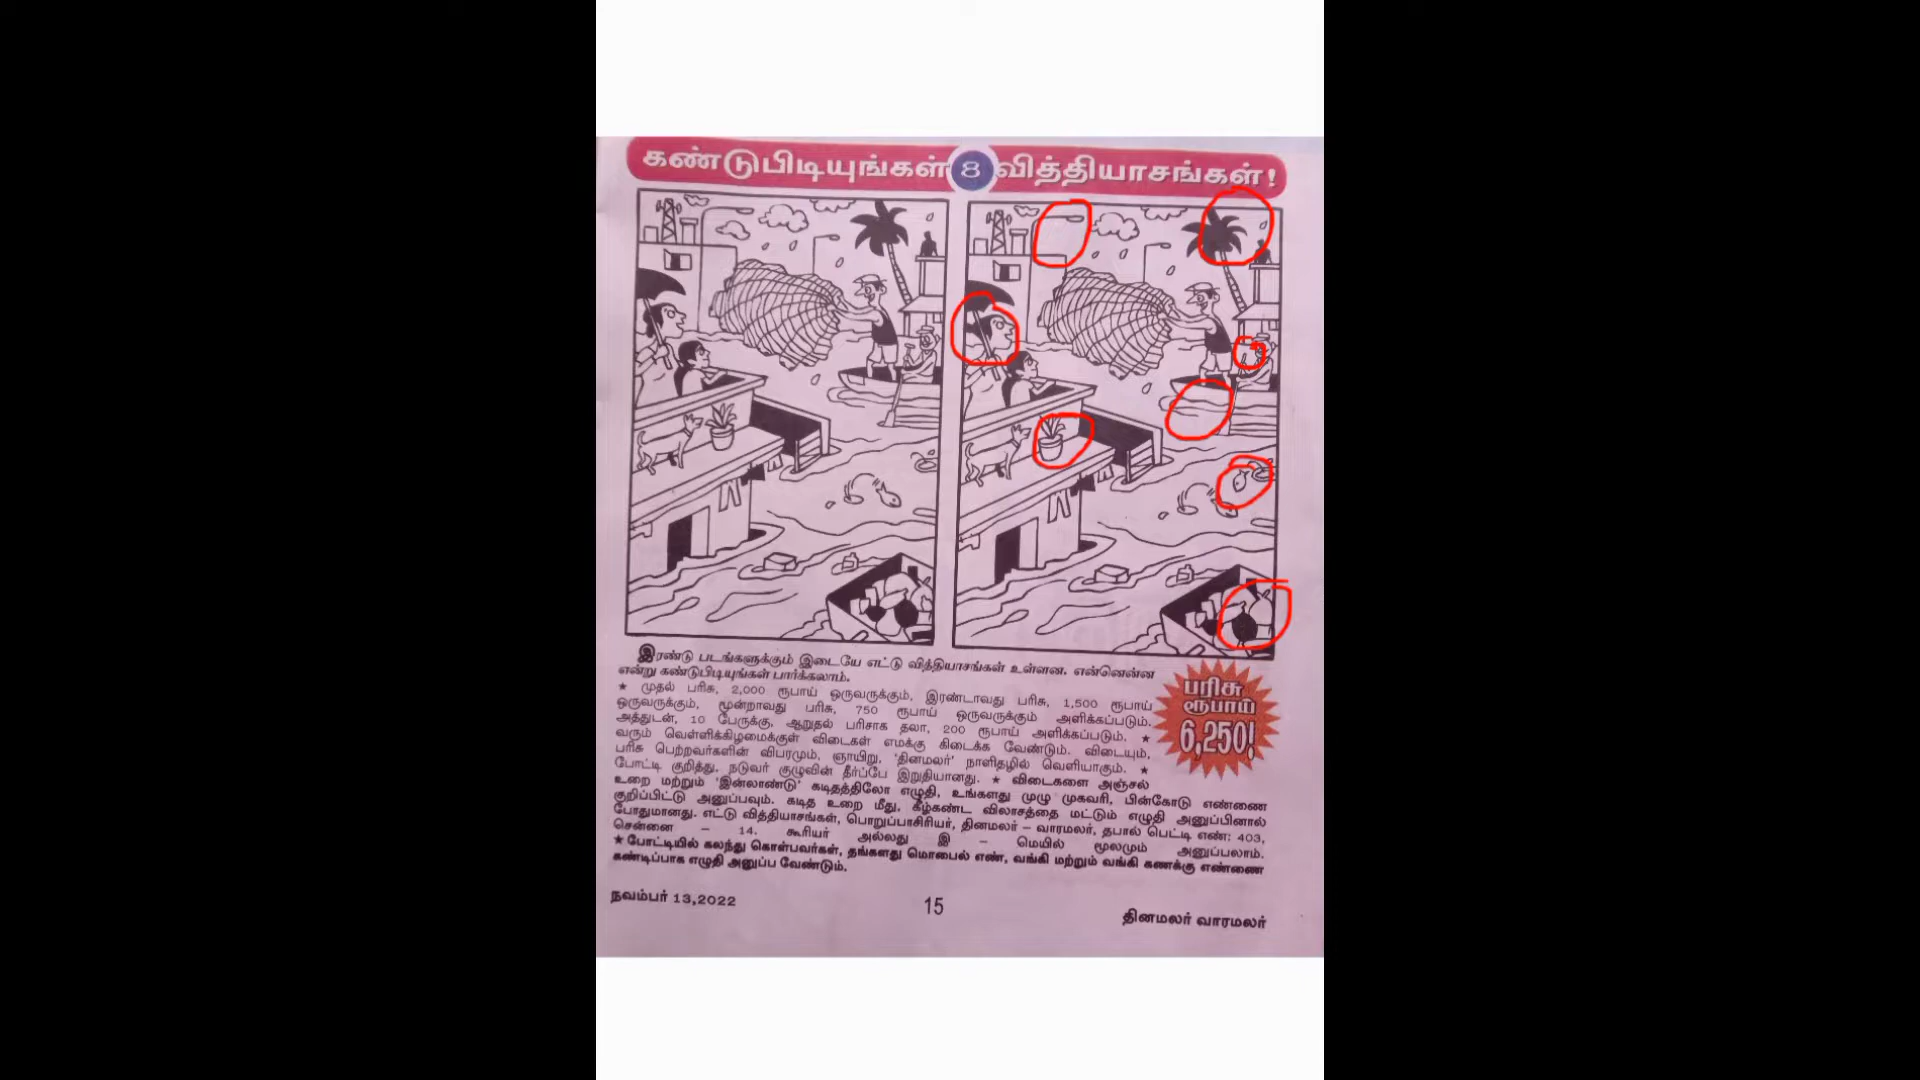 கண்டுபிடியுங்கள் 8 வித்தியாசங்கள்!
இரண்டு படங்களுக்கும் இடையே எட்டு வித்தியாசங்கள் உள்ளன. என்னென்ன
என்று கண்டுபிடியுங்கள் பார்க்கலாம்.
★ முதல் பரிசு, 2,000 ரூபாய் ஒருவருக்கும், இரண்டாவது பரிசு, 1,500 ரூபாய்
ஒருவருக்கும், மூன்றாவது பரிசு, 750 ரூபாய் ஒருவருக்கும் அளிக்கப்படும்.
அத்துடன், 10 பேருக்கு, ஆறுதல் பரிசாக தலா, 200 ரூபாய் அளிக்கப்படும். ★
வரும் வெள்ளிக்கிழமைக்குள் விடைகள் எமக்கு கிடைக்க வேண்டும். விடையும்,
பரிசு பெற்றவர்களின் விபரமும், ஞாயிறு, 'தினமலர்' நாளிதழில் வெளியாகும். ★
போட்டி குறித்து, நடுவர் குழுவின் தீர்ப்பே இறுதியானது. ★ விடைகளை அஞ்சல்
உறை மற்றும் 'இன்லாண்டு' கடிதத்திலோ எழுதி, உங்களது முழு முகவரி, பின்கோடு எண்ணை
குறிப்பிட்டு அனுப்பவும். கடித உறை மீது, கீழ்கண்ட விலாசத்தை மட்டும் எழுதி அனுப்பினால்
போதுமானது. எட்டு வித்தியாசங்கள், பொறுப்பாசிரியர், தினமலர் – வாரமலர், தபால் பெட்டி எண்: 403,
சென்னை – 14. கூரியர் அல்லது இ – மெயில் மூலமும் அனுப்பலாம்.
★ போட்டியில் கலந்து கொள்பவர்கள், தங்களது மொபைல் எண், வங்கி மற்றும் வங்கி கணக்கு எண்ணை
கண்டிப்பாக எழுதி அனுப்ப வேண்டும்.
பரிசு
ரூபாய்
6,250!
நவம்பர் 13,2022
15
தினமலர் வாரமலர்